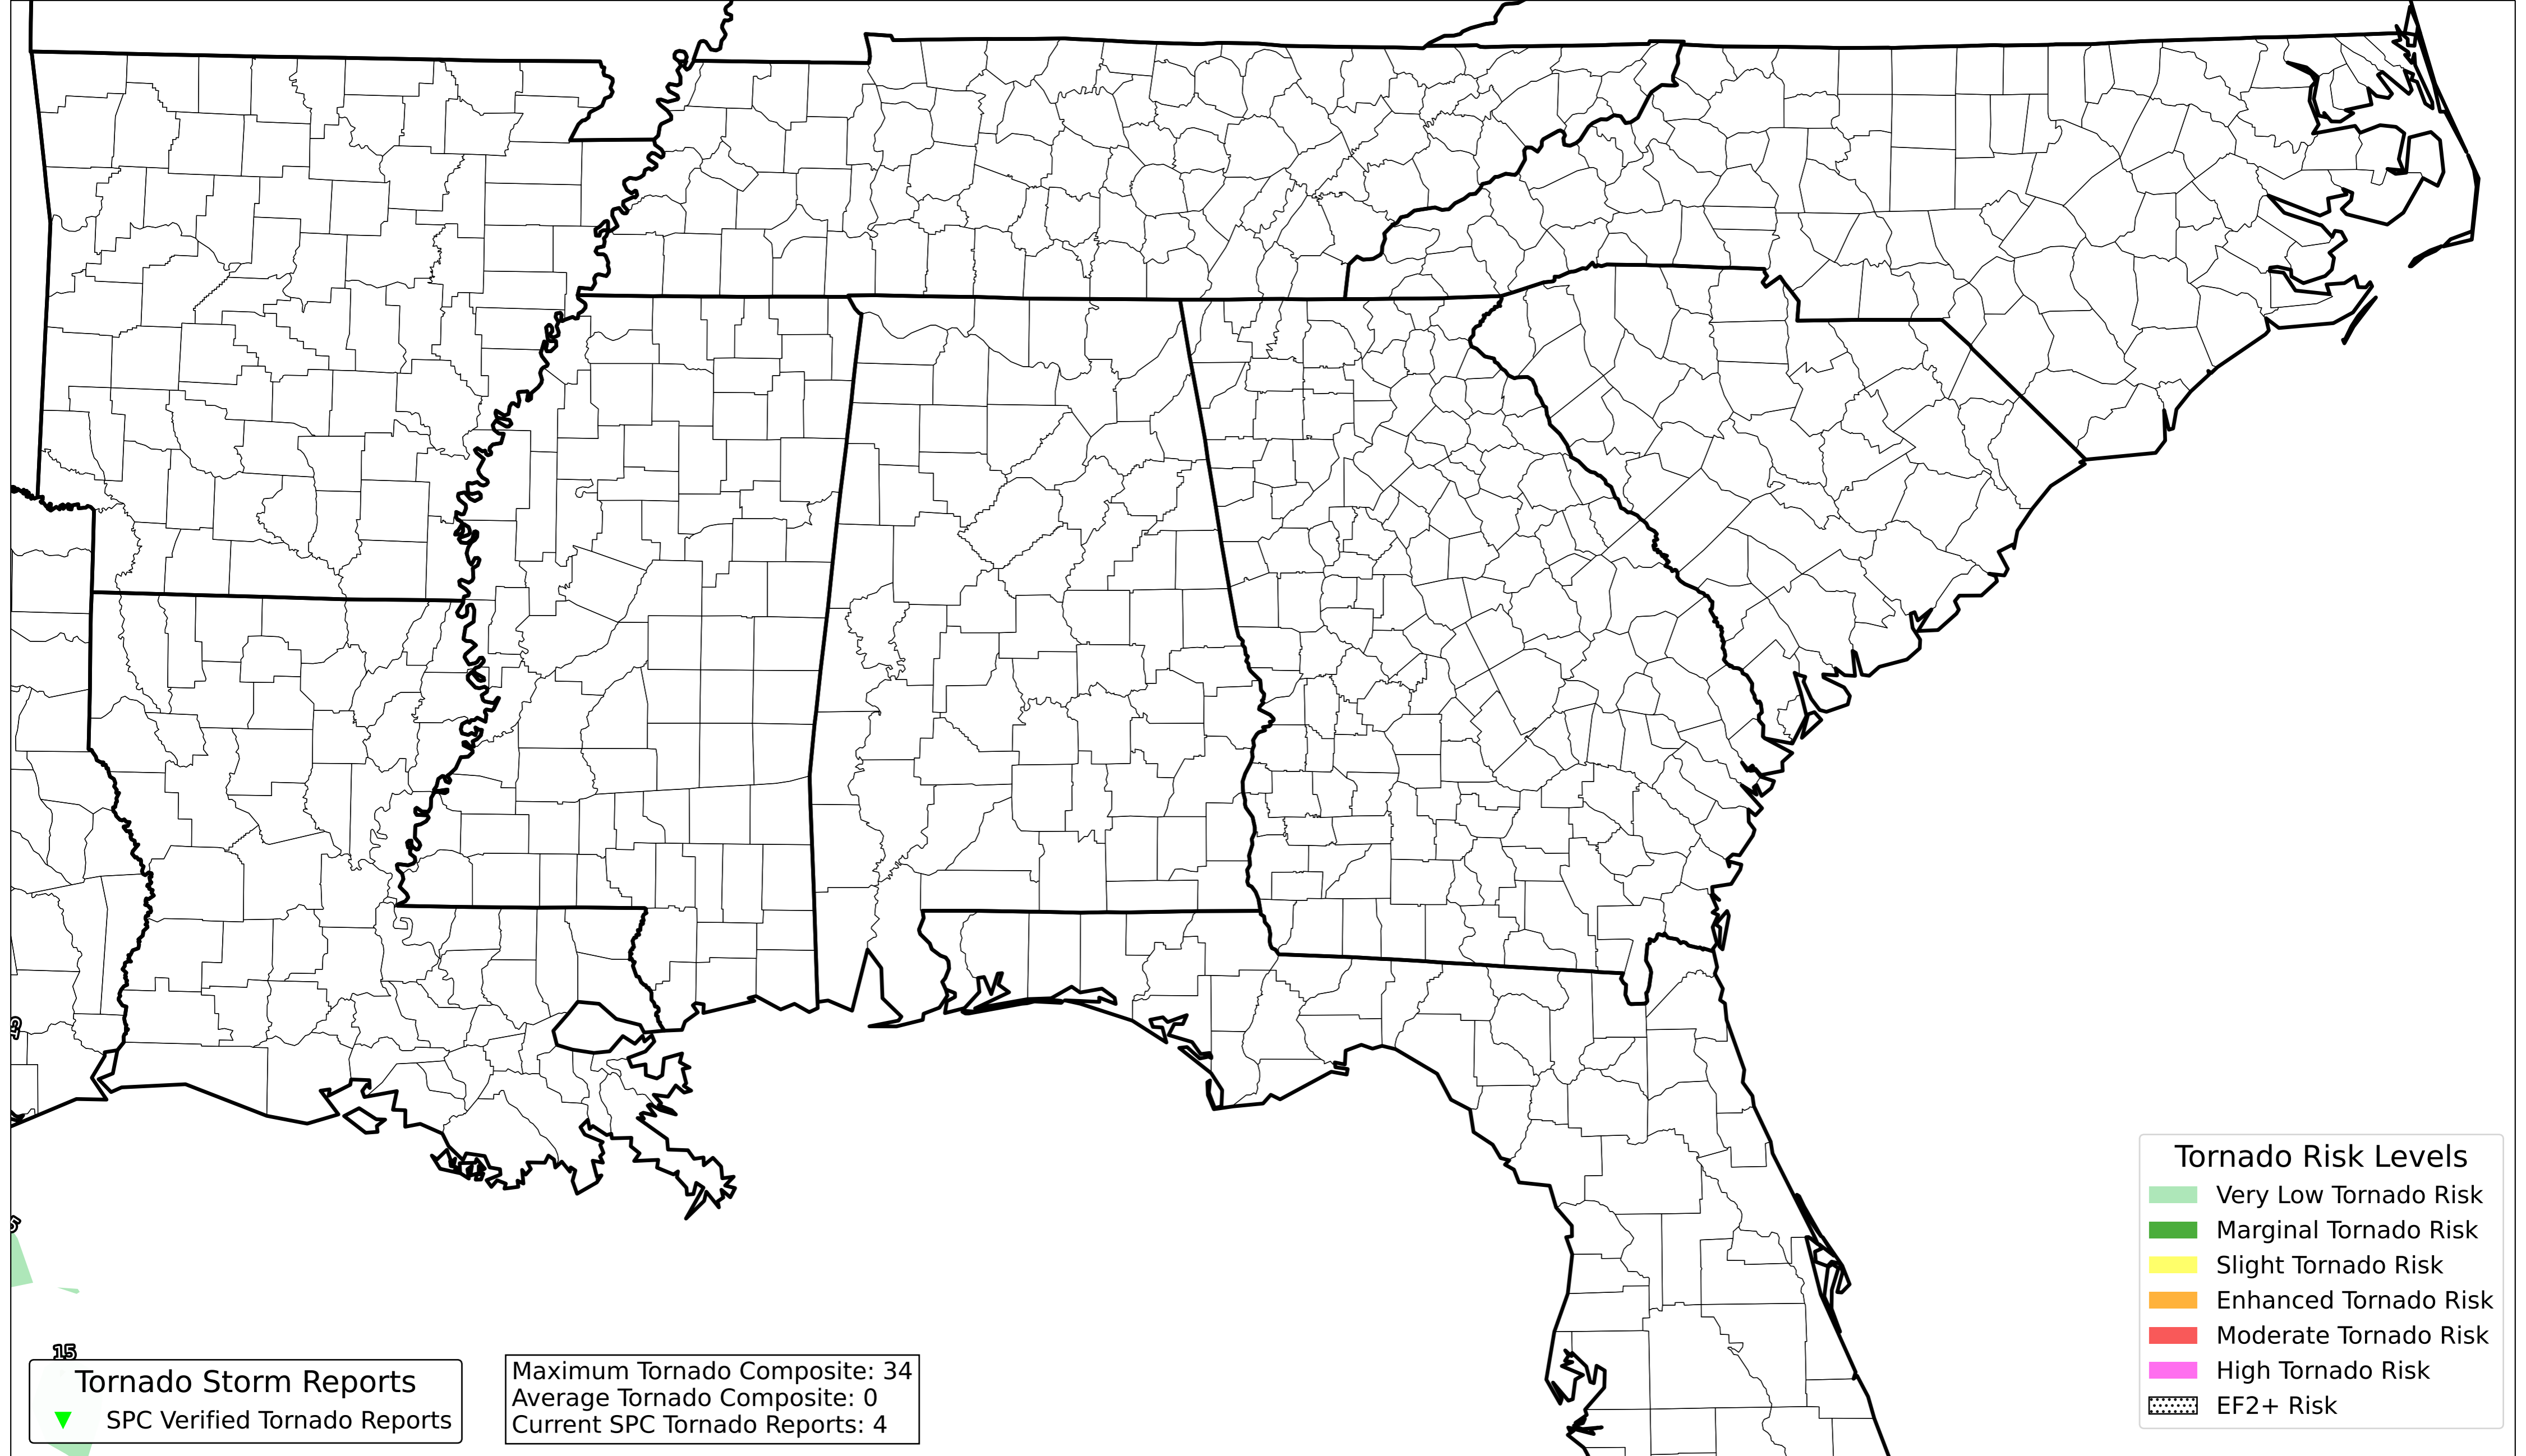 15
Tornado Storm Reports
SPC Verified Tornado Reports
Maximum Tornado Composite: 34
Average Tornado Composite: 0
Current SPC Tornado Reports: 4
Tornado Risk Levels
Very Low Tornado Risk
Marginal Tornado Risk
Slight Tornado Risk
Enhanced Tornado Risk
Moderate Tornado Risk
High Tornado Risk
EF2+ Risk